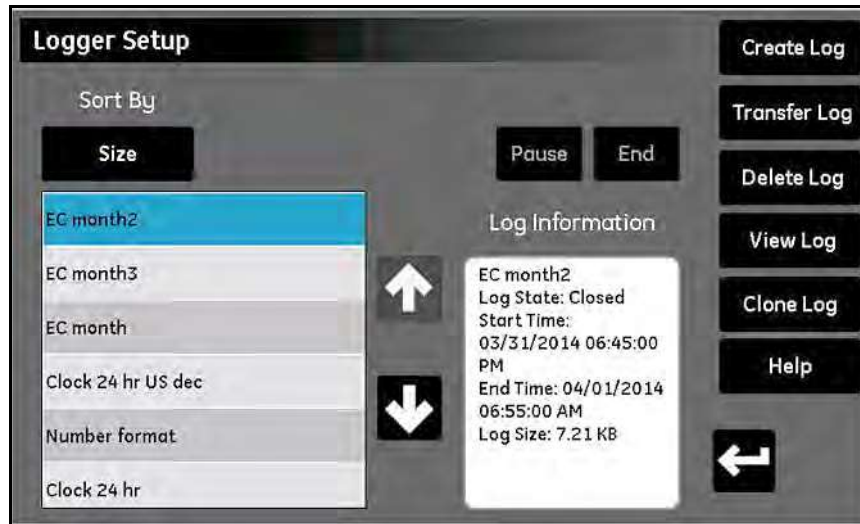 Logger Setup
Sort By
Size
EC month2
EC month3
EC month
Clock 24 hr US dec
Number format
Clock 24 hr
Pause
End
Log Information
EC month2
Log State: Closed
Start Time:
03/31/2014 06:45:00
PM
End Time: 04/01/2014
06:55:00 AM
Log Size: 7.21 KB
Create Log
Transfer Log
Delete Log
View Log
Clone Log
Help